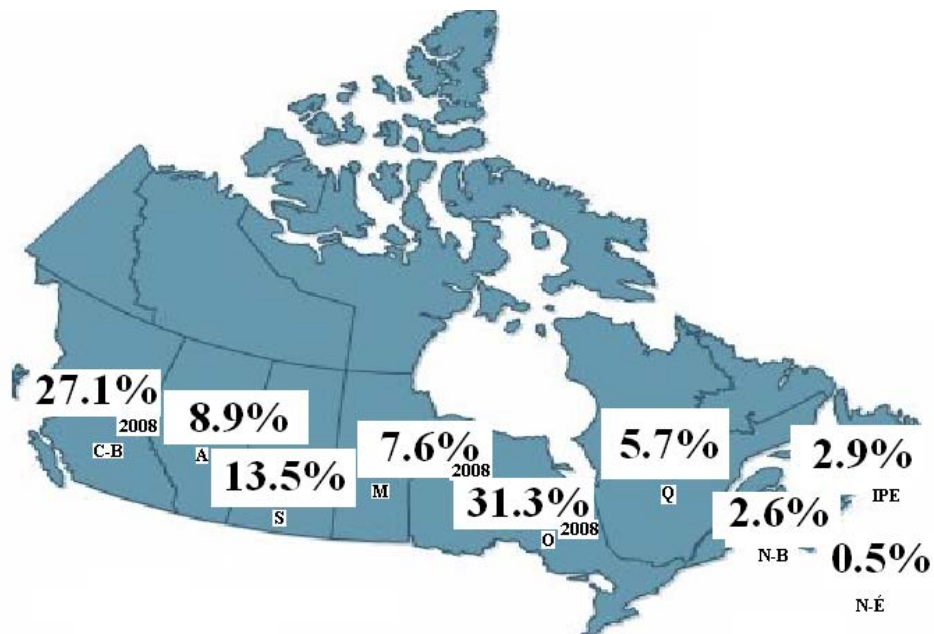 27.1%
2008
C-B
8.9%
A
13.5%
S
7.6%
2008
M
31.3%
2008
O
5.7%
Q
2.9%
IPE
2.6%
N-B
0.5%
N-É